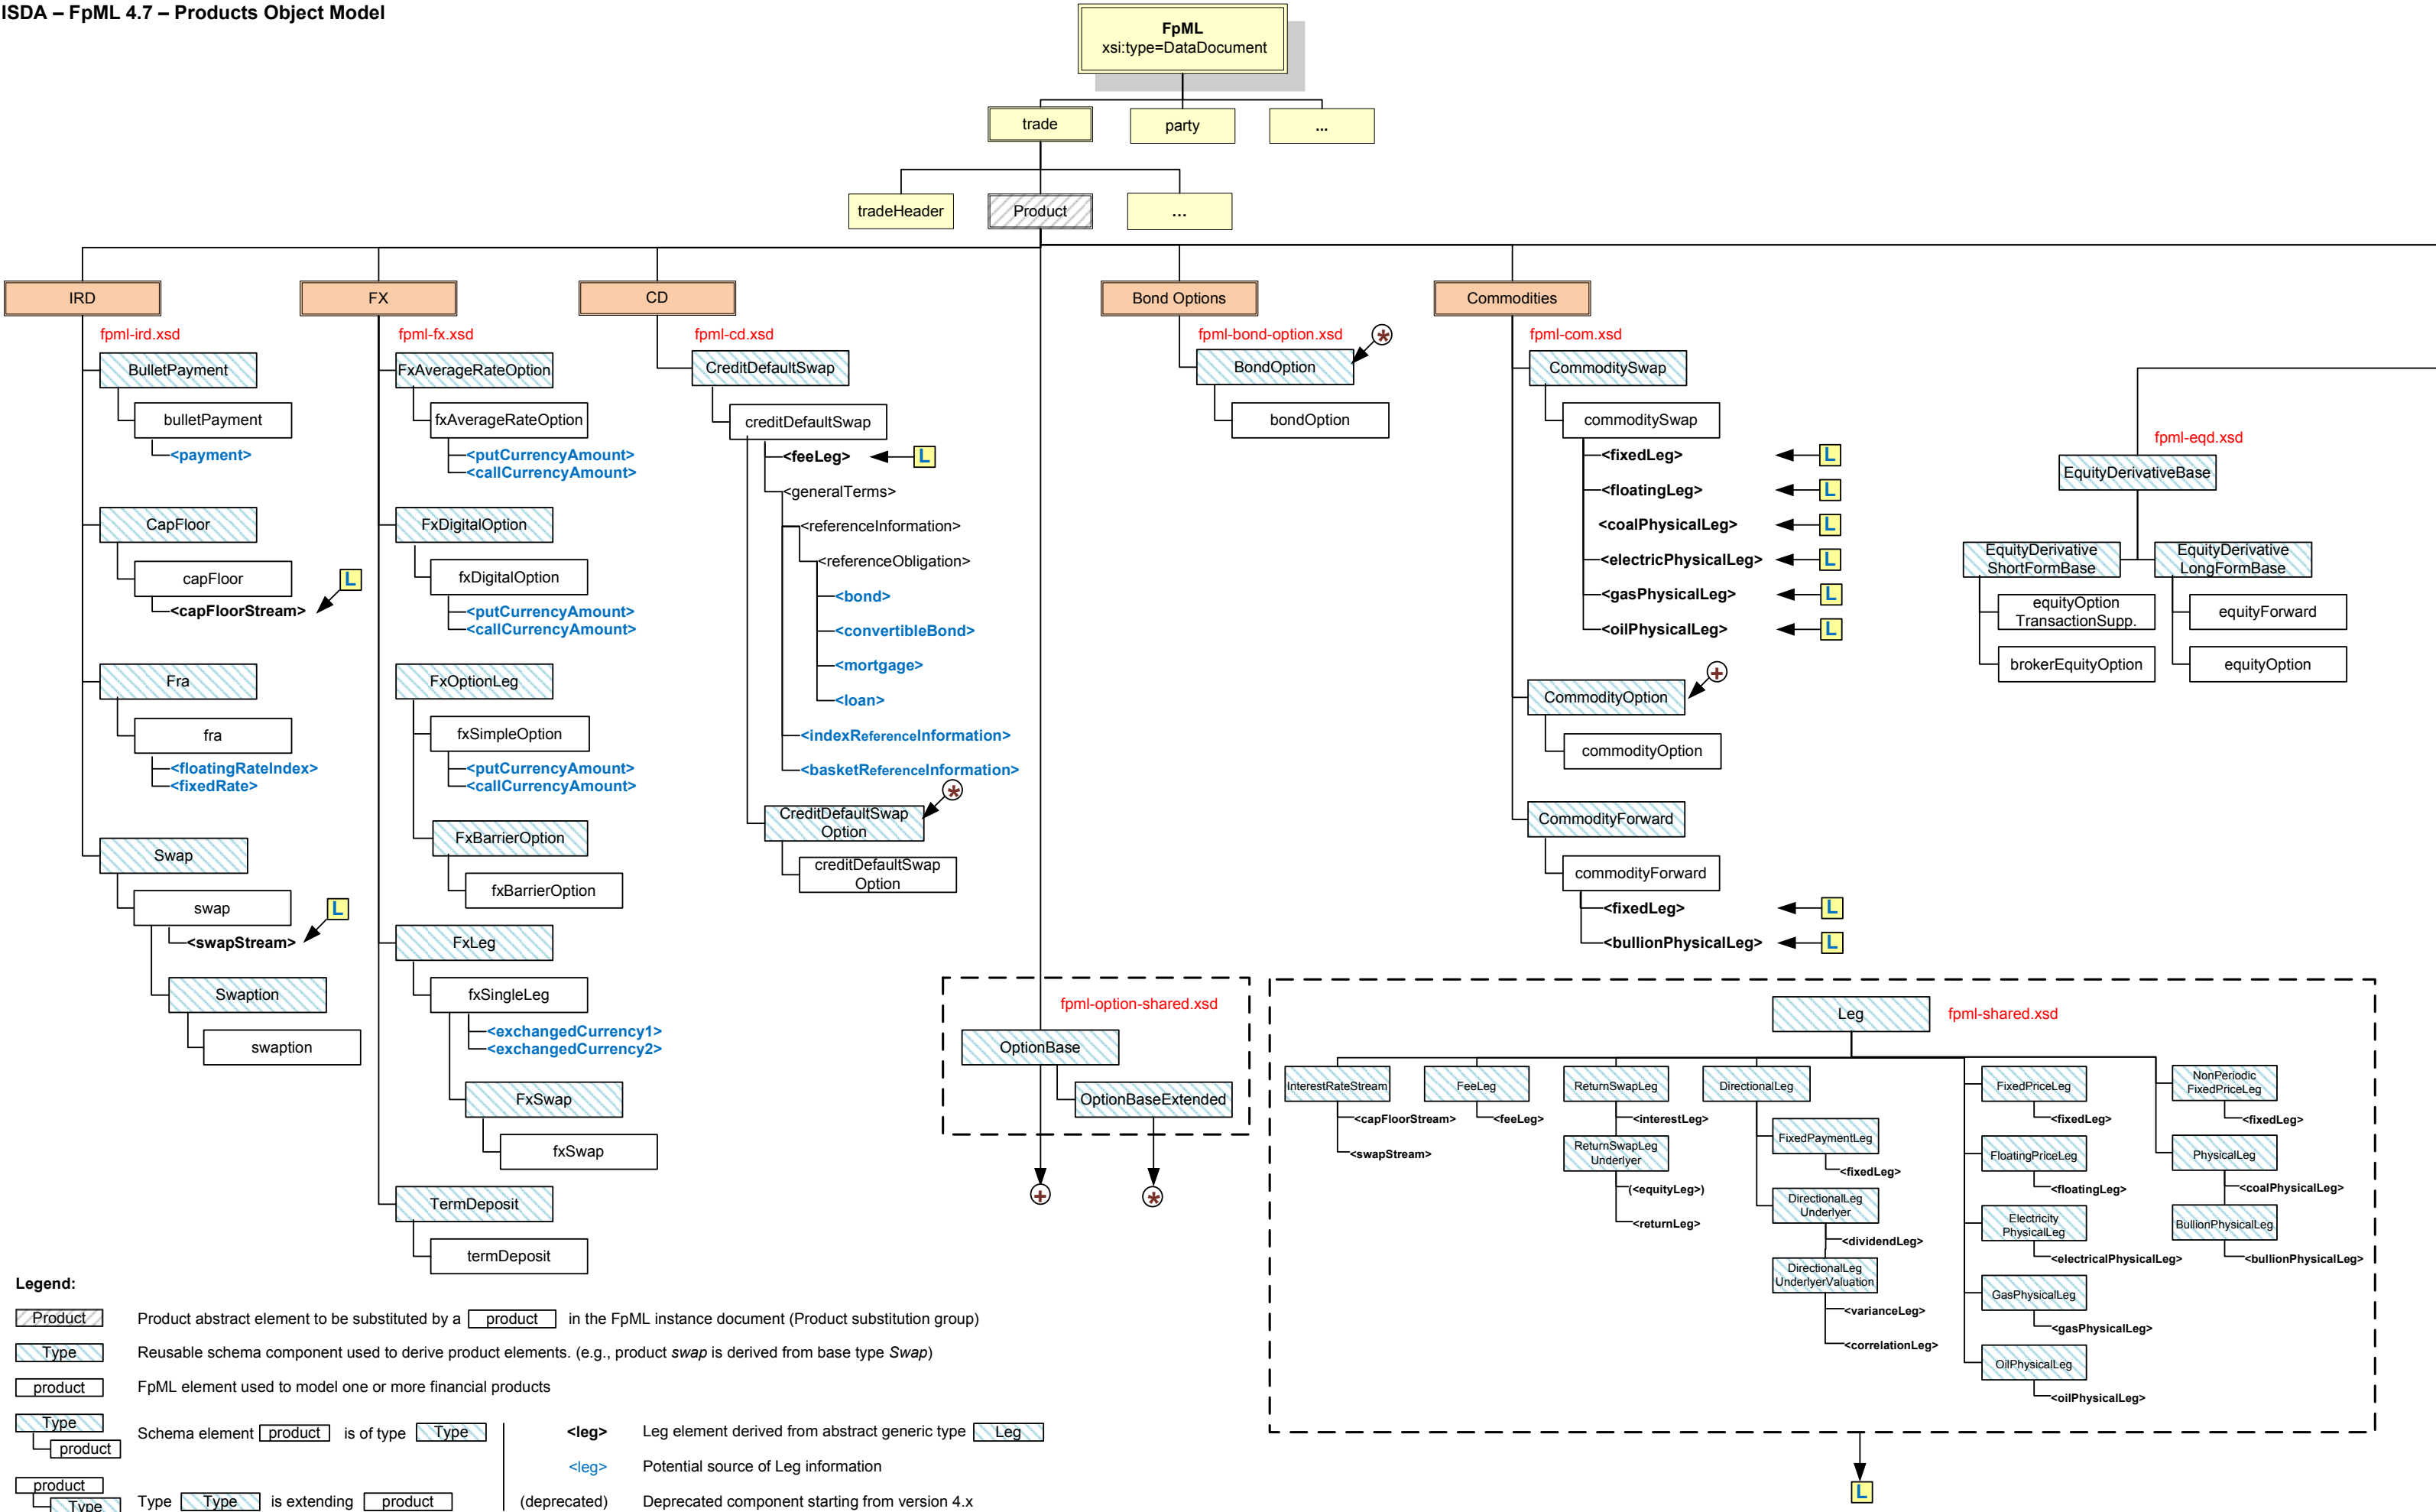 ISDA – FpML 4.7 – Products Object Model
FpML
xsi:type=DataDocument
trade
party
...
tradeHeader
Product
...
IRD
fpml-ird.xsd
BulletPayment
bulletPayment
<payment>
CapFloor
capFloor
L
<capFloorStream>
Fra
fra
<floatingRateIndex>
<fixedRate>
Swap
swap
L
<swapStream>
Swaption
swaption
FX
fpml-fx.xsd
FxAverageRateOption
fxAverageRateOption
<putCurrencyAmount>
<callCurrencyAmount>
FxDigitalOption
fxDigitalOption
<putCurrencyAmount>
<callCurrencyAmount>
FxOptionLeg
fxSimpleOption
<putCurrencyAmount>
<callCurrencyAmount>
FxBarrierOption
fxBarrierOption
FxLeg
fxSingleLeg
<exchangedCurrency1>
<exchangedCurrency2>
FxSwap
fxSwap
TermDeposit
termDeposit
CD
fpml-cd.xsd
CreditDefaultSwap
creditDefaultSwap
<feeLeg>
L
<generalTerms>
<referenceInformation>
<referenceObligation>
<bond>
<convertibleBond>
<mortgage>
<loan>
<indexReferenceInformation>
<basketReferenceInformation>
*
CreditDefaultSwap
Option
creditDefaultSwap
Option
fpml-option-shared.xsd
OptionBase
OptionBaseExtended
+
*
Bond Options
fpml-bond-option.xsd
*
BondOption
bondOption
Commodities
fpml-com.xsd
CommoditySwap
commoditySwap
<fixedLeg>
L
<floatingLeg>
L
<coalPhysicalLeg>
L
<electricPhysicalLeg>
L
<gasPhysicalLeg>
L
<oilPhysicalLeg>
L
+
CommodityOption
commodityOption
CommodityForward
commodityForward
<fixedLeg>
L
<bullionPhysicalLeg>
L
fpml-eqd.xsd
EquityDerivativeBase
EquityDerivative
ShortFormBase
equityOption
TransactionSupp.
brokerEquityOption
EquityDerivative
LongFormBase
equityForward
equityOption
Leg
fpml-shared.xsd
InterestRateStream
<capFloorStream>
<swapStream>
FeeLeg
<feeLeg>
ReturnSwapLeg
<interestLeg>
ReturnSwapLeg
Underlyer
(<equityLeg>)
<returnLeg>
DirectionalLeg
FixedPaymentLeg
<fixedLeg>
DirectionalLeg
Underlyer
<dividendLeg>
DirectionalLeg
UnderlyerValuation
<varianceLeg>
<correlationLeg>
FixedPriceLeg
<fixedLeg>
FloatingPriceLeg
<floatingLeg>
Electricity
PhysicalLeg
<electricalPhysicalLeg>
GasPhysicalLeg
<gasPhysicalLeg>
OilPhysicalLeg
<oilPhysicalLeg>
NonPeriodic
FixedPriceLeg
<fixedLeg>
PhysicalLeg
<coalPhysicalLeg>
BullionPhysicalLeg
<bullionPhysicalLeg>
L
Legend:
Product Product abstract element to be substituted by a product in the FpML instance document (Product substitution group)
Type Reusable schema component used to derive product elements. (e.g., product swap is derived from base type Swap)
product FpML element used to model one or more financial products
Type
product
Schema element product is of type Type
product
Type
Type Type is extending product
<leg> Leg element derived from abstract generic type Leg
<leg> Potential source of Leg information
(deprecated) Deprecated component starting from version 4.x